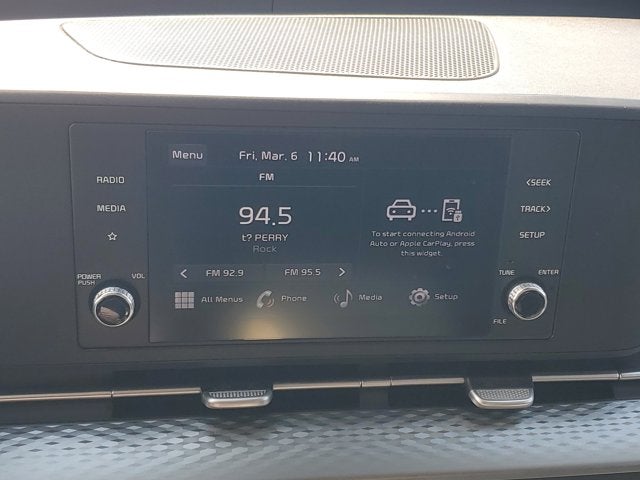 Menu Fri, Mar. 6 11:40 AM
FM
94.5
t? PERRY
Rock
< FM 92.9 FM 95.5 >
To start connecting Android
Auto or Apple CarPlay, press
this widget.
All Menus Phone Media Setup
RADIO
MEDIA
POWER
PUSH
VOL
<SEEK
TRACK>
SETUP
TUNE
ENTER
FILE